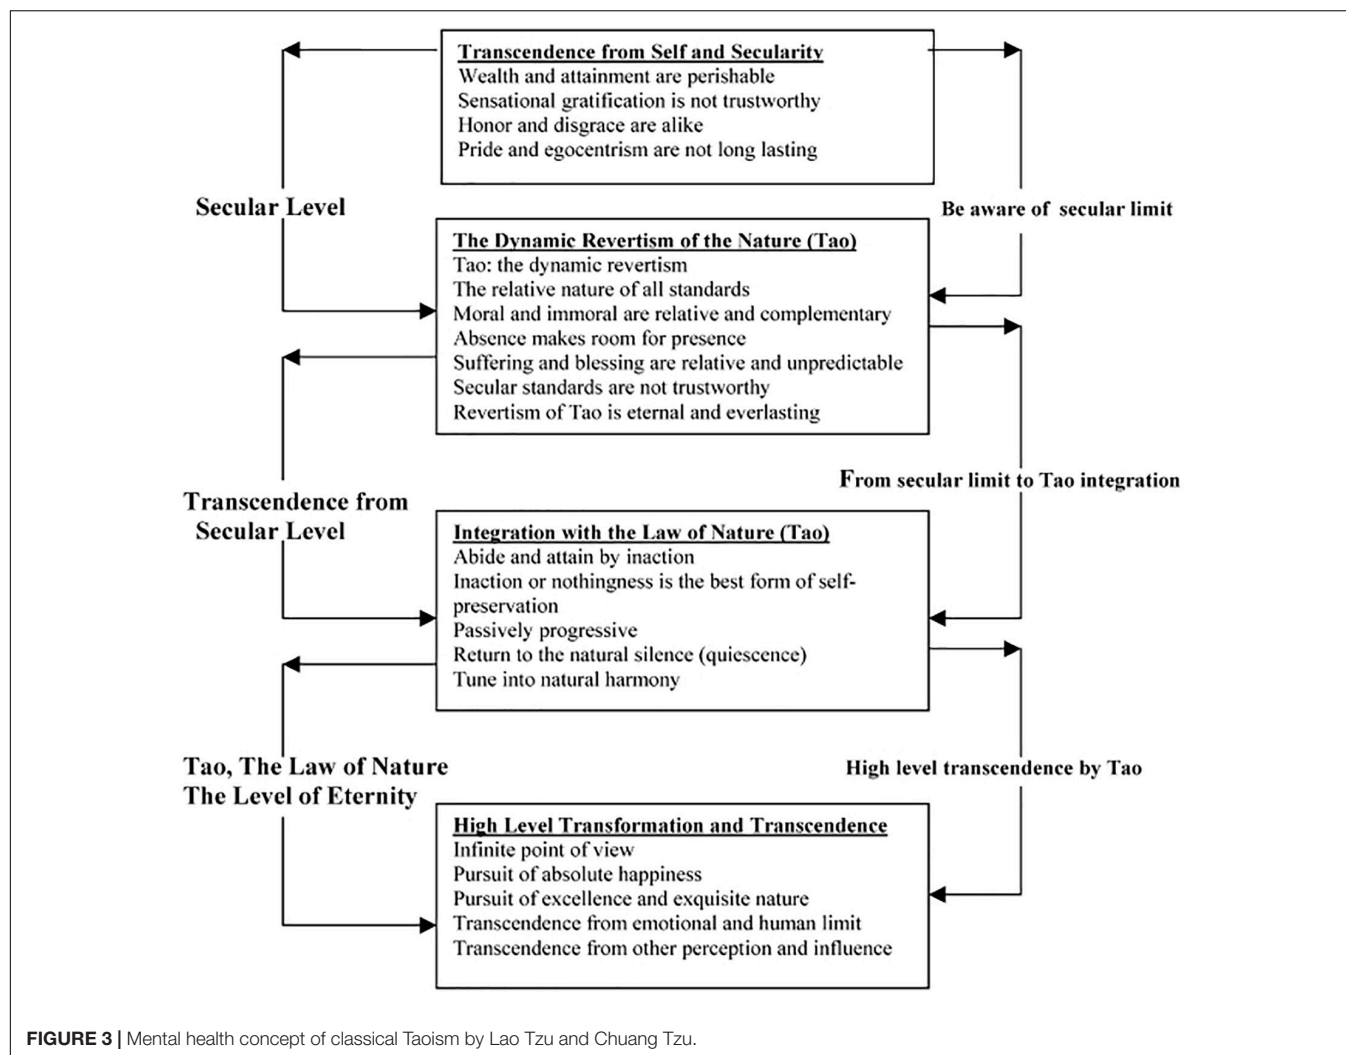 Transcendence from Self and Secularity
Wealth and attainment are perishable
Sensational gratification is not trustworthy
Honor and disgrace are alike
Pride and egocentrism are not long lasting
Secular Level
Be aware of secular limit
The Dynamic Revertism of the Nature (Tao)
Tao: the dynamic revertism
The relative nature of all standards
Moral and immoral are relative and complementary
Absence makes room for presence
Suffering and blessing are relative and unpredictable
Secular standards are not trustworthy
Revertism of Tao is eternal and everlasting
Transcendence from
Secular Level
From secular limit to Tao integration
Integration with the Law of Nature (Tao)
Abide and attain by inaction
Inaction or nothingness is the best form of self-
preservation
Passively progressive
Return to the natural silence (quiescence)
Tune into natural harmony
Tao, The Law of Nature
The Level of Eternity
High level transcendence by Tao
High Level Transformation and Transcendence
Infinite point of view
Pursuit of absolute happiness
Pursuit of excellence and exquisite nature
Transcendence from emotional and human limit
Transcendence from other perception and influence
FIGURE 3 | Mental health concept of classical Taoism by Lao Tzu and Chuang Tzu.